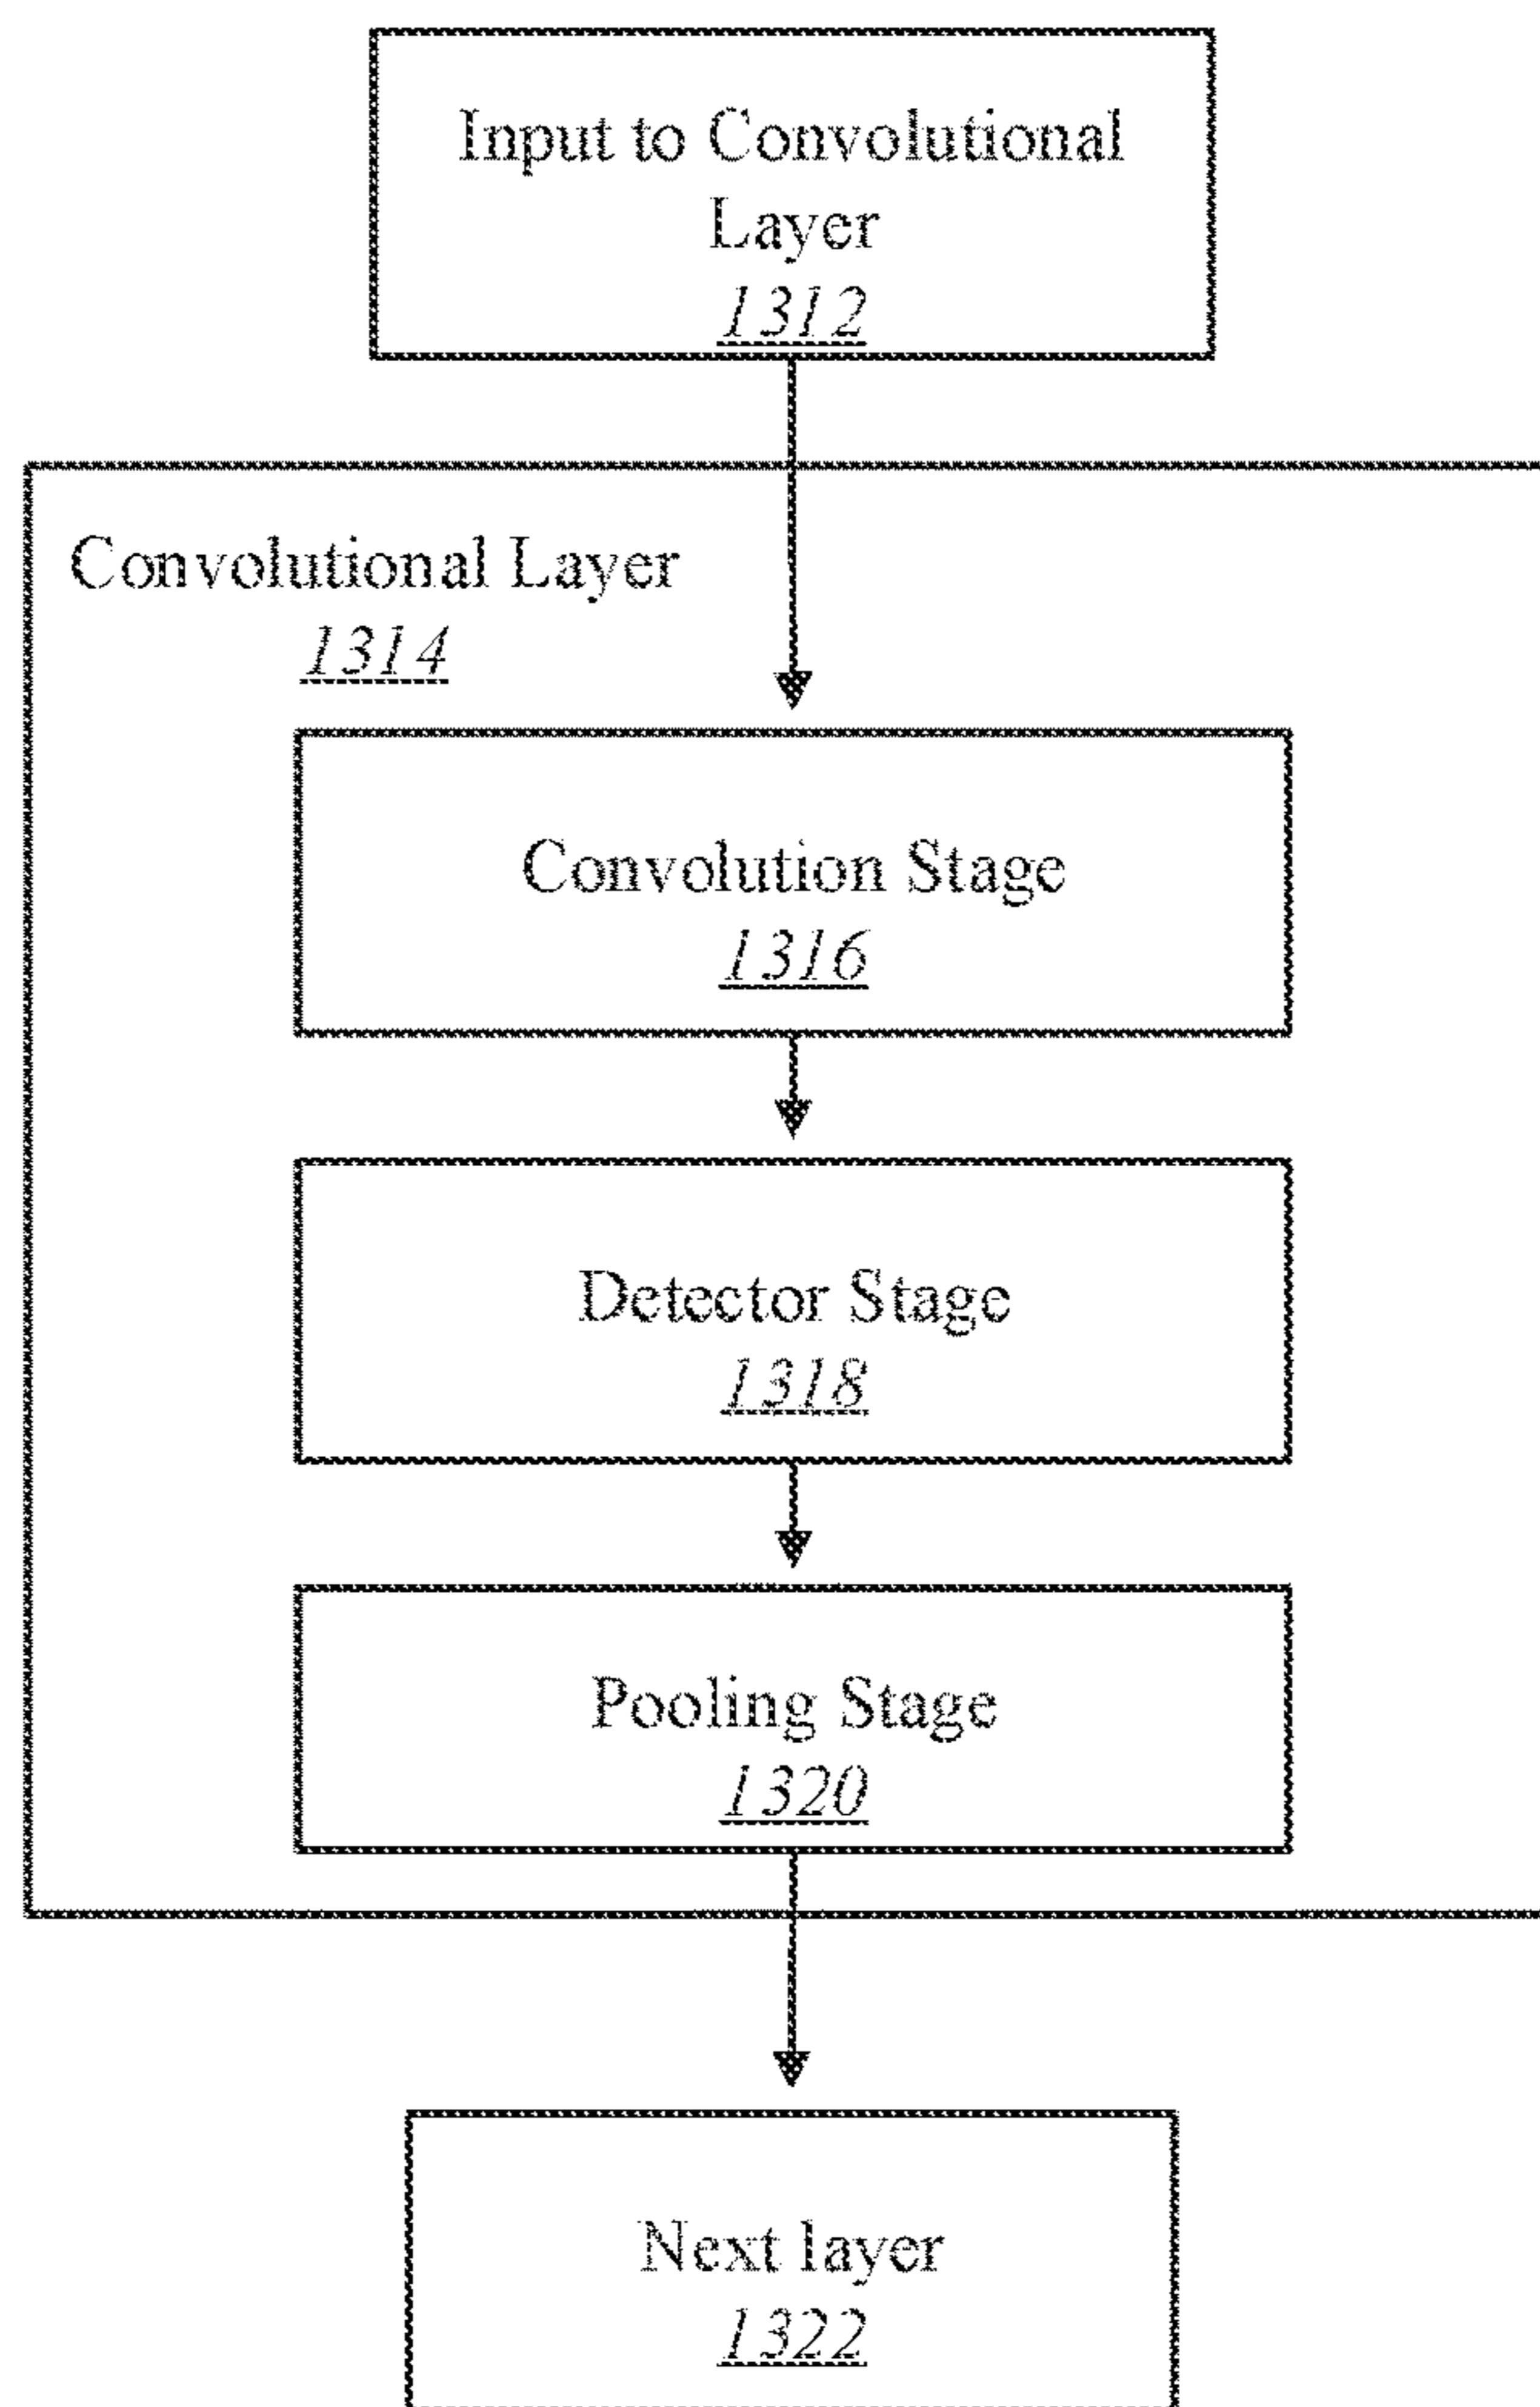 Input to Convolutional
Layer
1312
Convolutional Layer
1314
Convolution Stage
1316
Detector Stage
1318
Pooling Stage
1320
Next layer
1322